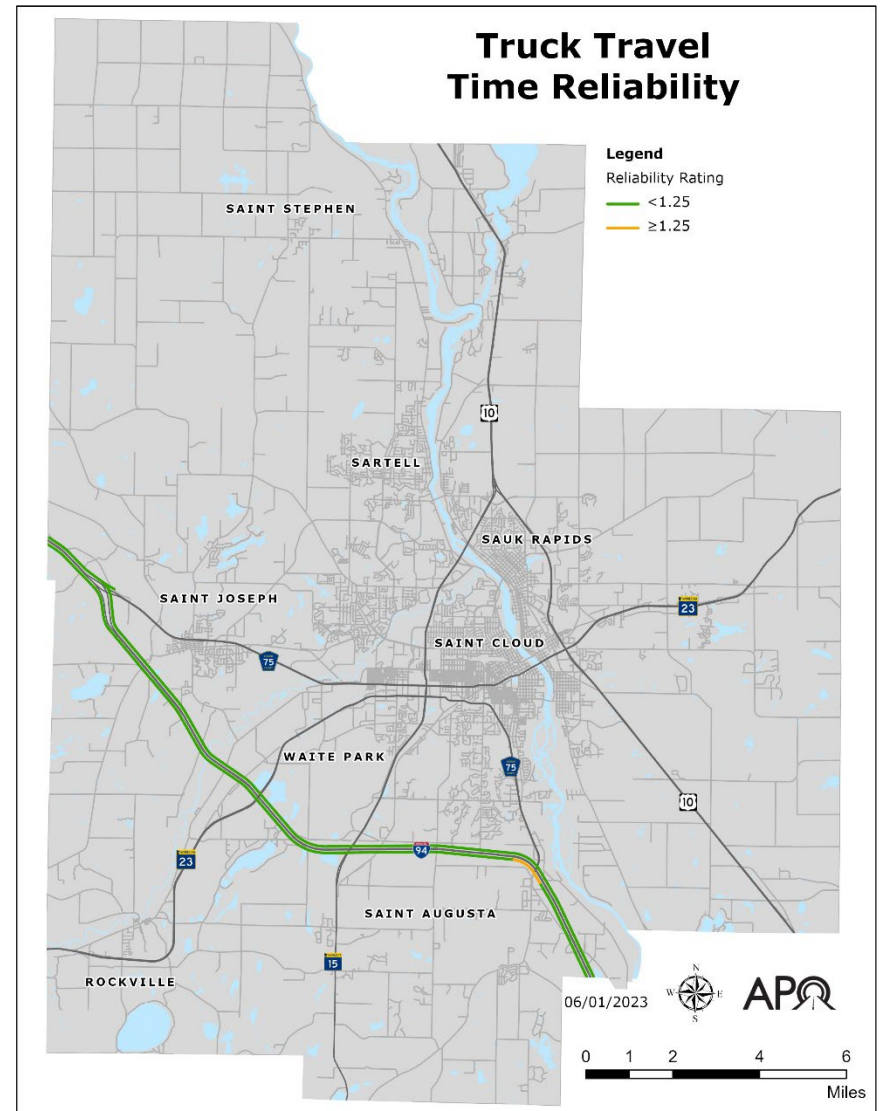 Truck Travel
Time Reliability
Legend
Reliability Rating
<1.25
≥1.25
SAINT STEPHEN
10
SARTELL
SAUK RAPIDS
SAINT JOSEPH
23
SAINT CLOUD
75
WAITE PARK
75
10
94
23
SAINT AUGUSTA
15
ROCKVILLE
06/01/2023
N
W
E
S
APO
0 1 2 4 6
Miles